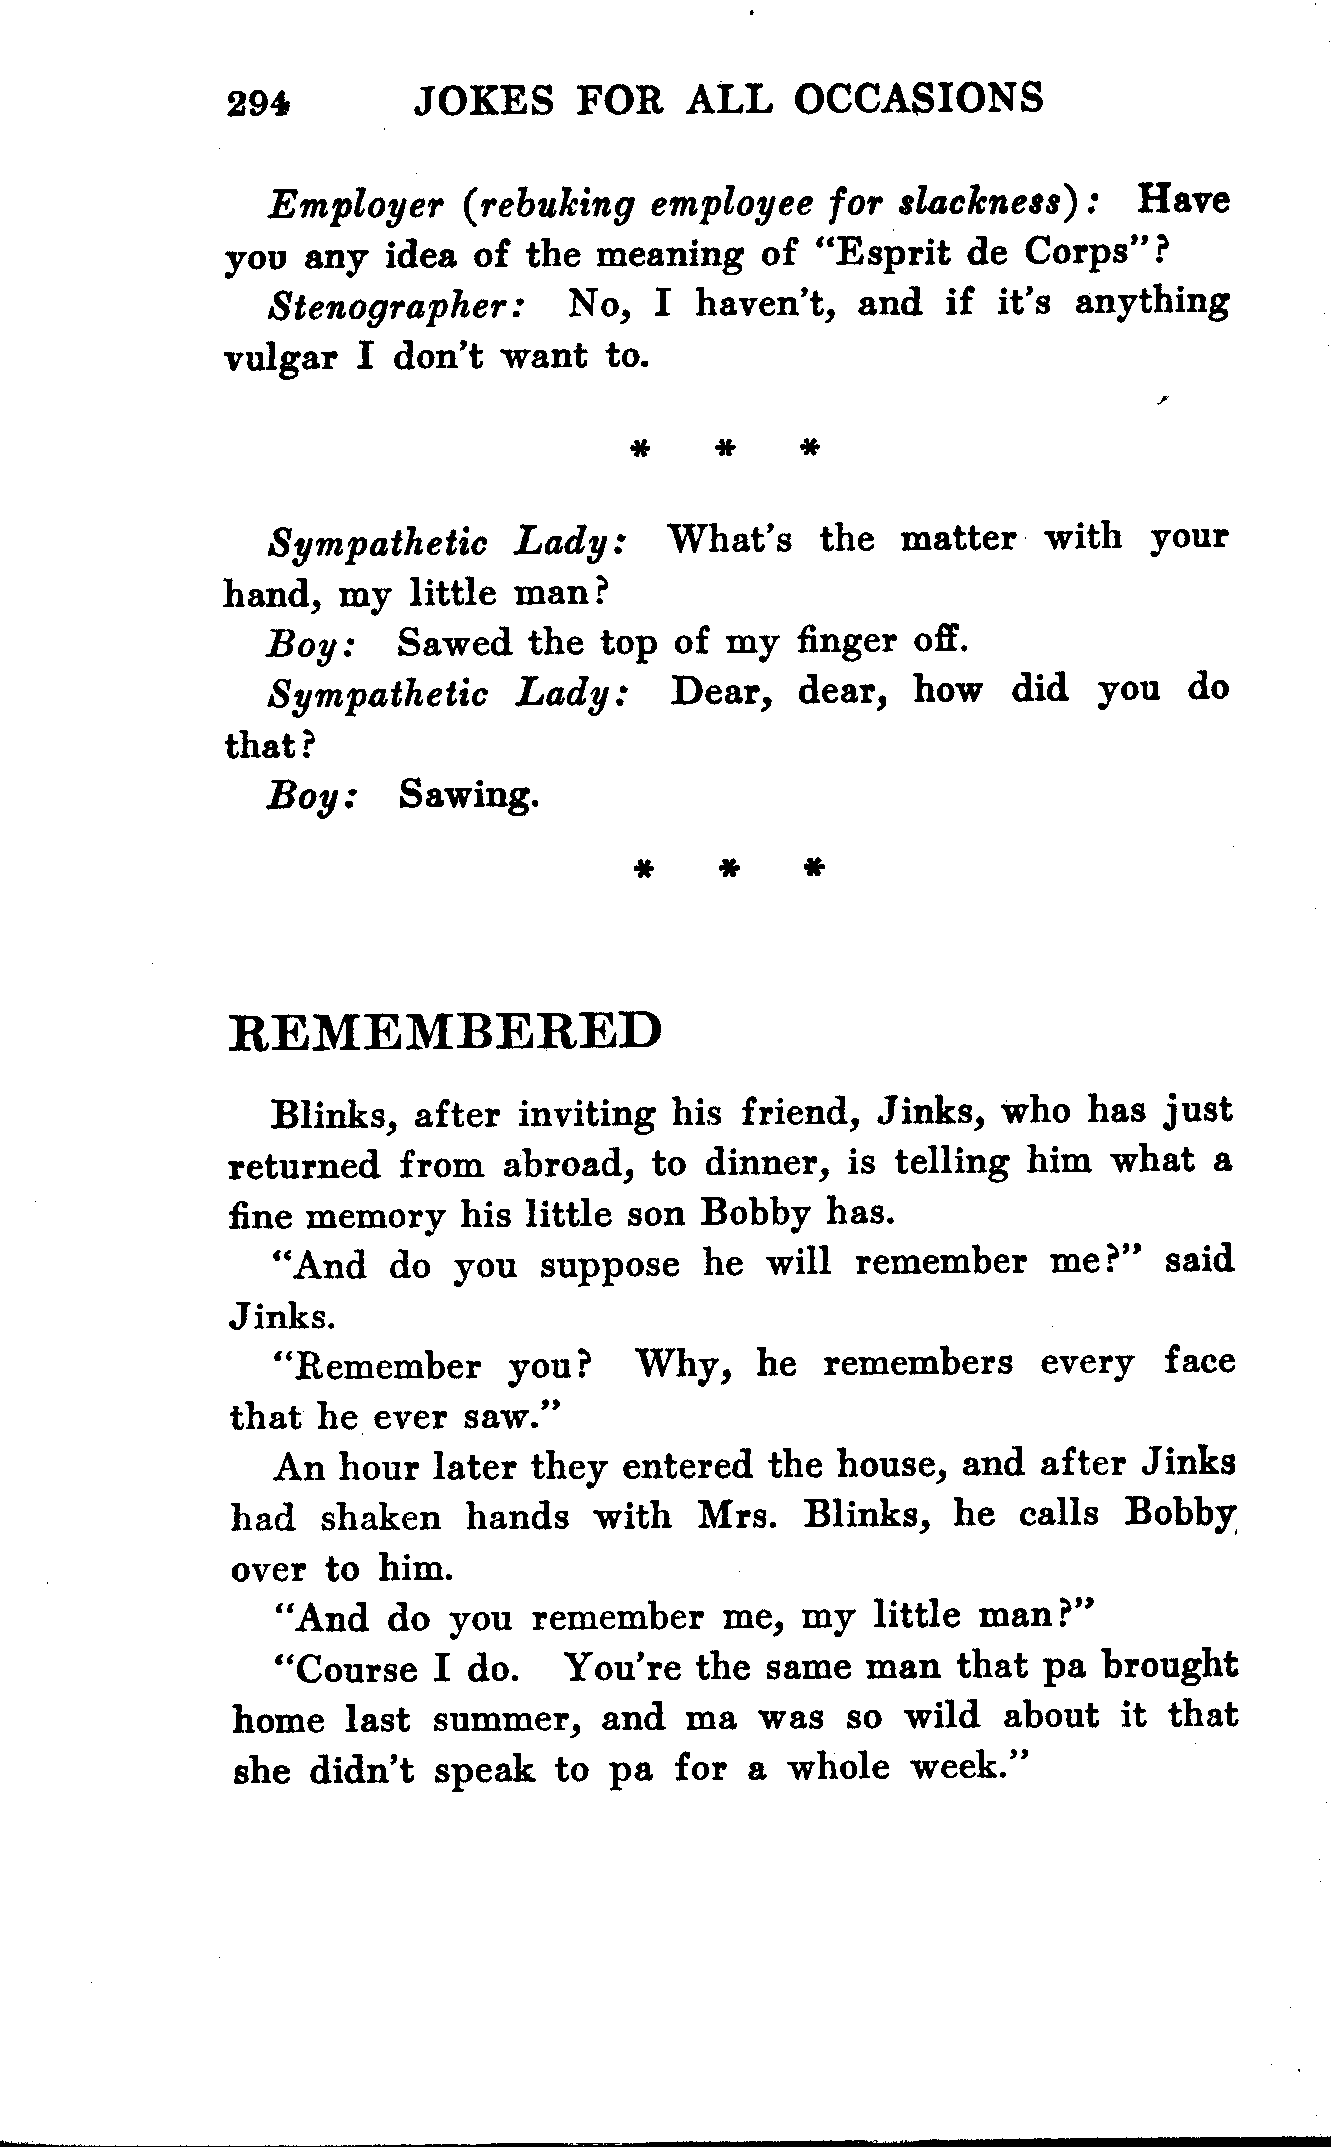 294 JOKES FOR ALL OCCASIONS
Employer (rebuking employee for slackness): Have
you any idea of the meaning of "Esprit de Corps"?
Stenographer: No, I haven't, and if it's anything
vulgar I don't want to.
* * *
Sympathetic Lady: What's the matter with your
hand, my little man?
Boy: Sawed the top of my finger off.
Sympathetic Lady: Dear, dear, how did you do
that?
Boy: Sawing.
* * *
REMEMBERED
Blinks, after inviting his friend, Jinks, who has just
returned from abroad, to dinner, is telling him what a
fine memory his little son Bobby has.
"And do you suppose he will remember me?" said
Jinks.
"Remember you? Why, he remembers every face
that he ever saw."
An hour later they entered the house, and after Jinks
had shaken hands with Mrs. Blinks, he calls Bobby
over to him.
"And do you remember me, my little man?"
"Course I do. You're the same man that pa brought
home last summer, and ma was so wild about it that
she didn't speak to pa for a whole week."